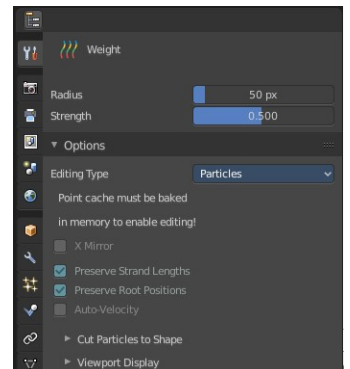 Weight
Radius 50 px
Strength 0.500
Options
Editing Type Particles
Point cache must be baked
in memory to enable editing!
X Mirror
Preserve Strand Lengths
Preserve Root Positions
Auto-Velocity
Cut Particles to Shape
Viewport Display